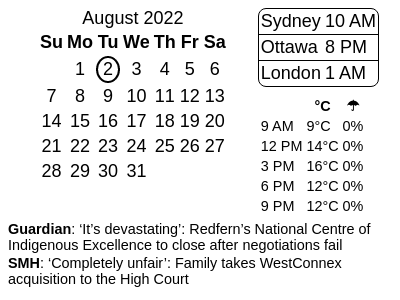 August 2022
Su Mo Tu We Th Fr Sa
1 2 3 4 5 6
7 8 9 10 11 12 13
14 15 16 17 18 19 20
21 22 23 24 25 26 27
28 29 30 31
Sydney 10 AM
Ottawa 8 PM
London 1 AM
°C ☂
9 AM 9°C 0%
12 PM 14°C 0%
3 PM 16°C 0%
6 PM 12°C 0%
9 PM 12°C 0%
Guardian: ‘It’s devastating’: Redfern’s National Centre of
Indigenous Excellence to close after negotiations fail
SMH: ‘Completely unfair’: Family takes WestConnex
acquisition to the High Court